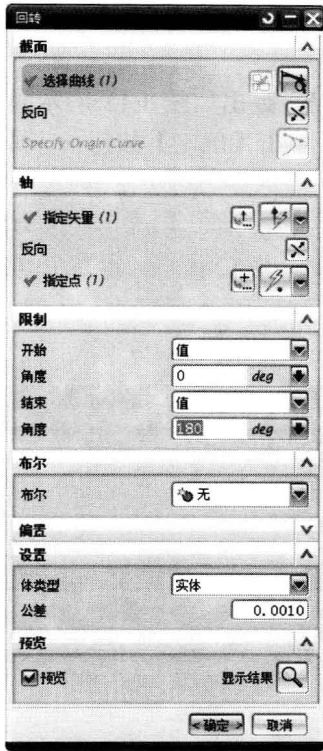 回转
截面
选择曲线 (1)
反向
Specify Origin Curve
轴
指定矢量 (1)
反向
指定点 (1)
限制
开始 值
角度 0 deg
结束 值
角度 180 deg
布尔
布尔 无
偏置
设置
体类型 实体
公差 0.0010
预览
预览 显示结果
<确定> 取消